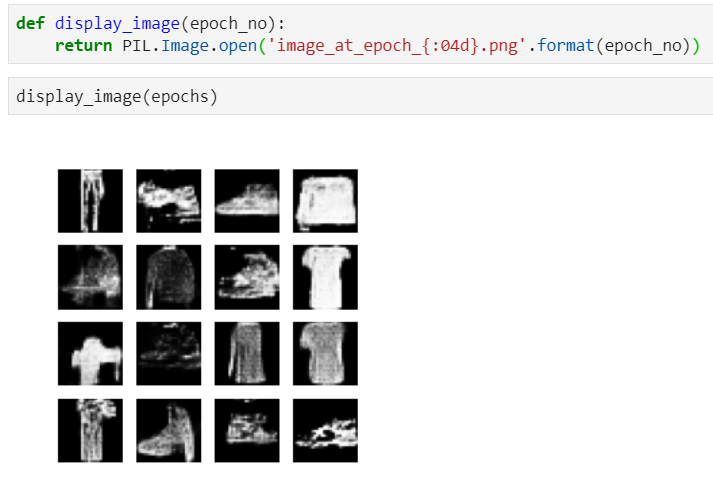 def display_image(epoch_no):
    return PIL.Image.open('image_at_epoch_{:04d}.png'.format(epoch_no))
display_image(epochs)